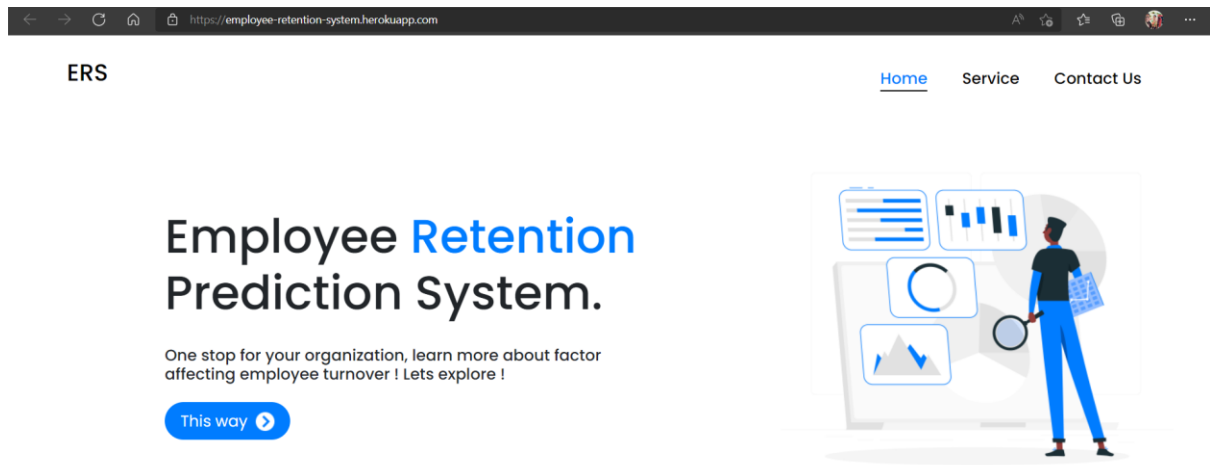 https://employee-retention-system.herokuapp.com
ERS
Home Service Contact Us
Employee Retention
Prediction System.
One stop for your organization, learn more about factor
affecting employee turnover ! Lets explore !
This way